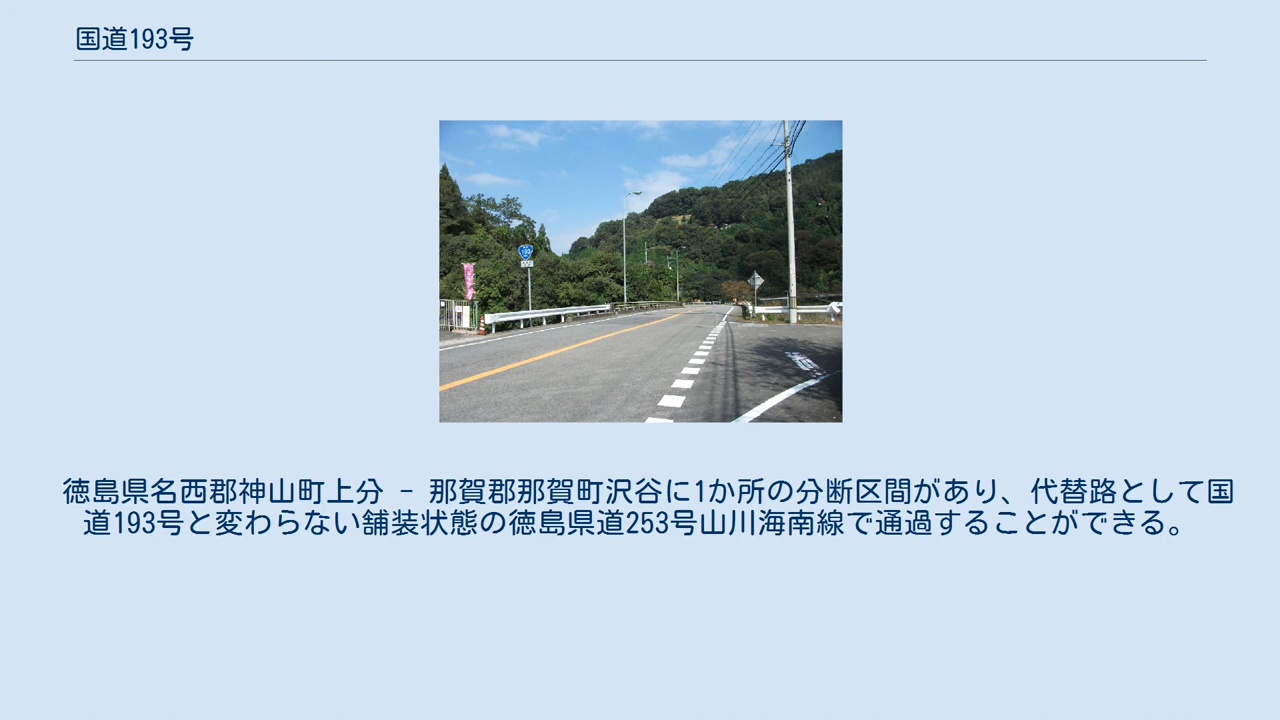 国道193号
193
徳島県名西郡神山町上分 - 那賀郡那賀町沢谷に1か所の分断区間があり、代替路として国
道193号と変わらない舗装状態の徳島県道253号山川海南線で通過することができる。